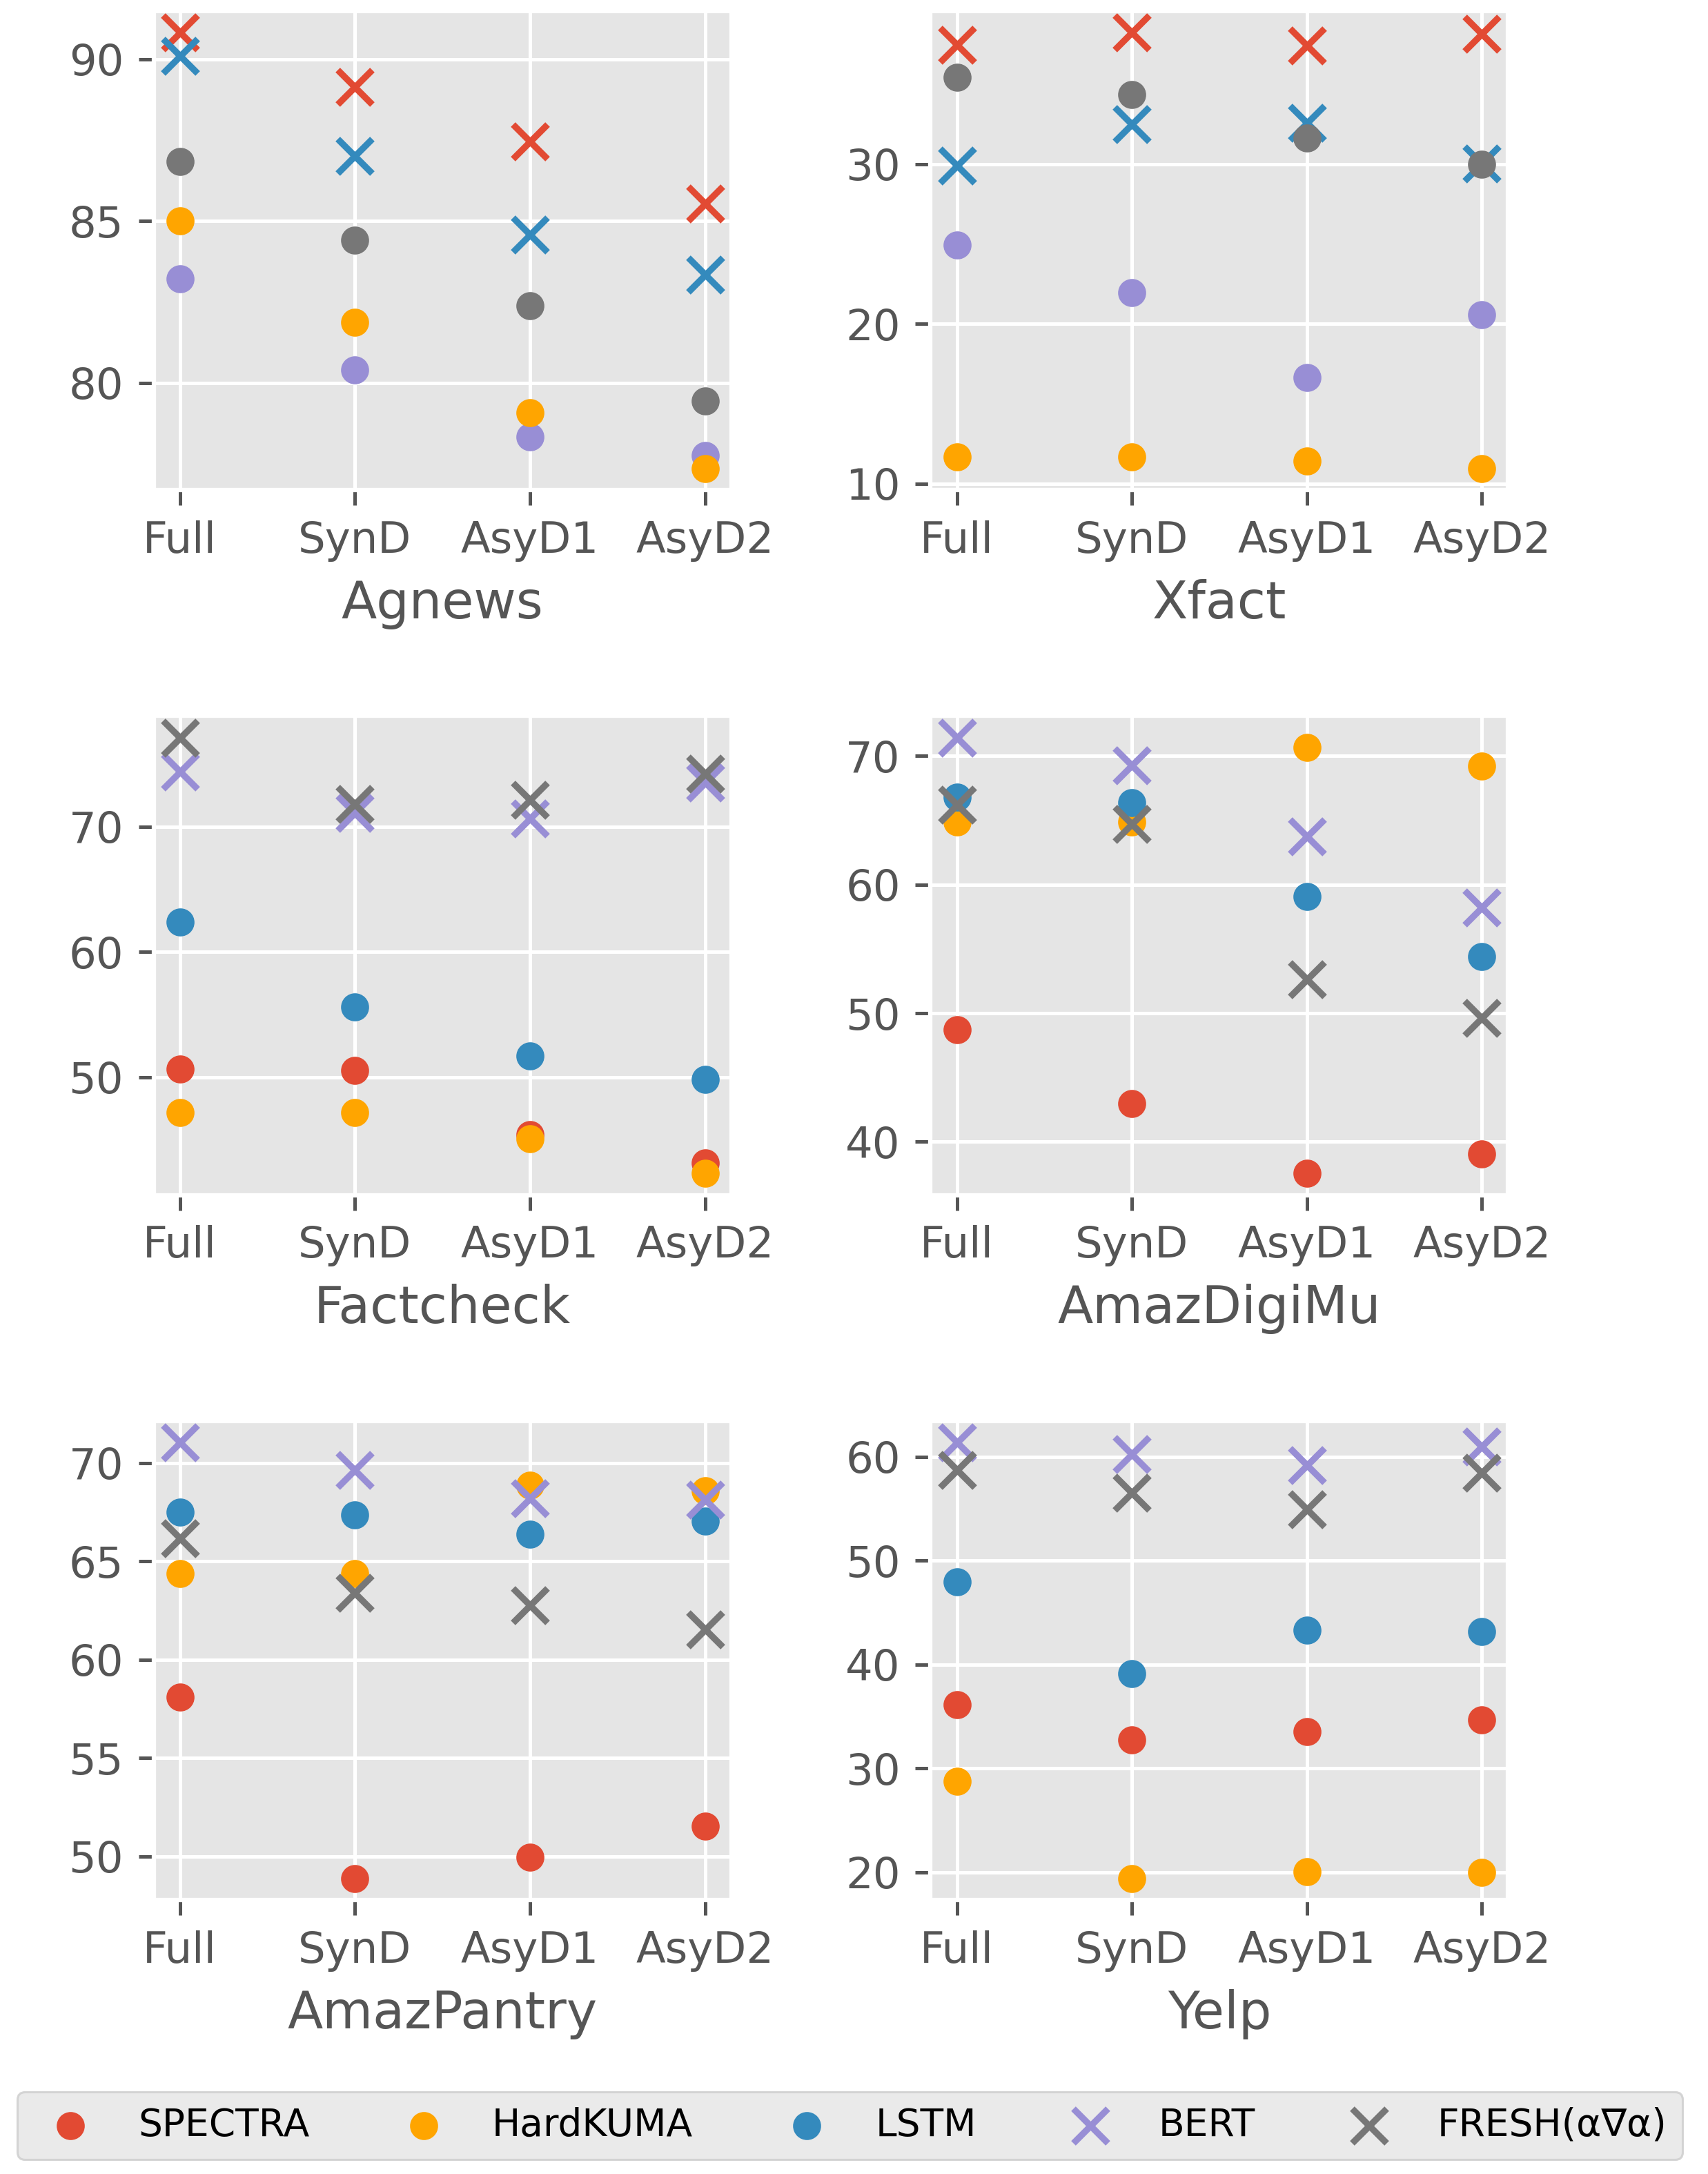 90
85
80
Full SynD AsyD1 AsyD2
Agnews
30
20
10
Full SynD AsyD1 AsyD2
Xfact
70
60
50
Full SynD AsyD1 AsyD2
Factcheck
70
60
50
40
Full SynD AsyD1 AsyD2
AmazDigiMu
70
65
60
55
50
Full SynD AsyD1 AsyD2
AmazPantry
60
50
40
30
20
Full SynD AsyD1 AsyD2
Yelp
SPECTRA HardKUMA LSTM BERT FRESH(α∇α)